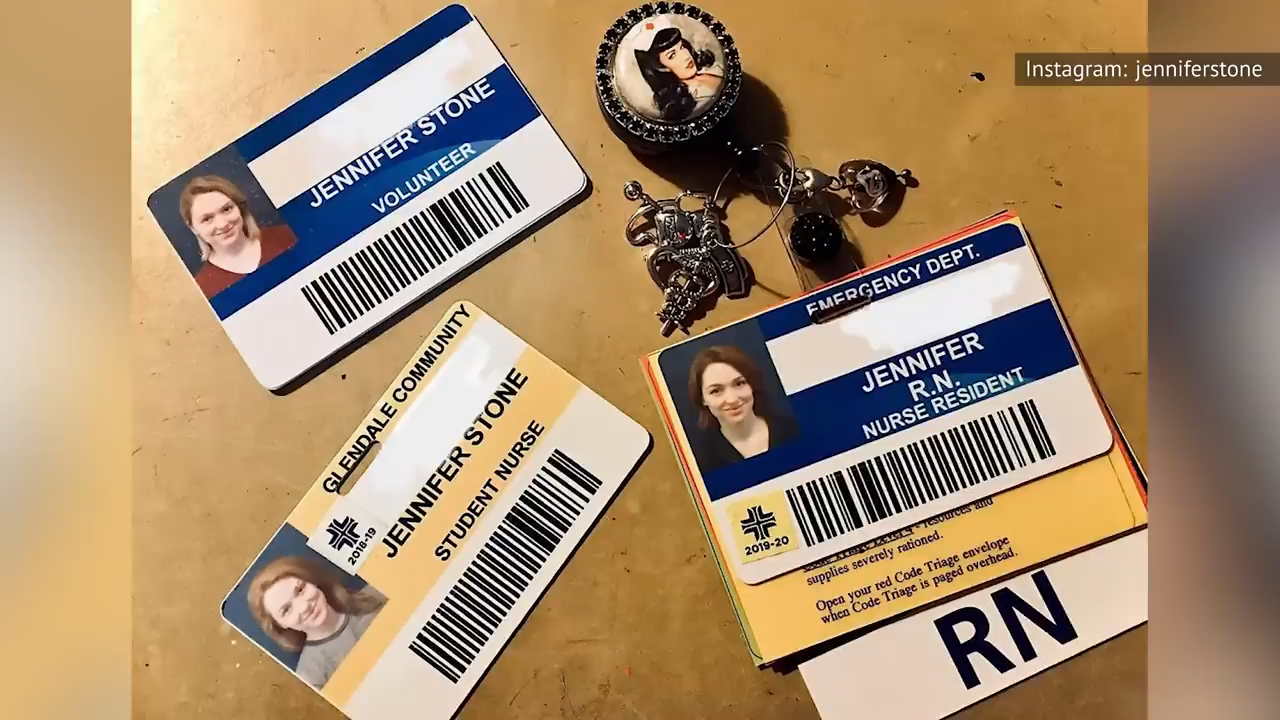 Instagram: jenniferstone
JENNIFER STONE
VOLUNTEER
GLENDALE COMMUNITY
JENNIFER STONE
STUDENT NURSE
2018-19
EMERGENCY DEPT.
JENNIFER
R.N.
NURSE RESIDENT
2019-20
resources and
supplies severely rationed.
Open your red Code Triage envelope
when Code Triage is paged overhead.
RN